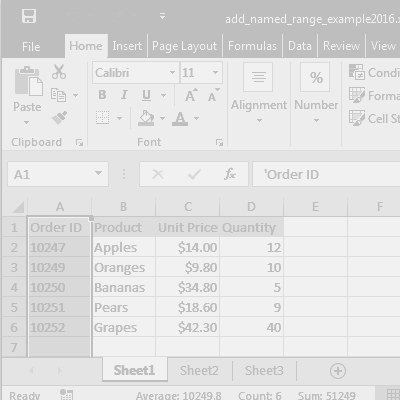 add_named_range_example2016.x
File Home Insert Page Layout Formulas Data Review View
Calibri 11
Paste B I U A A Alignment % Number Condi
Forma
Cell St
Clipboard Font
A1 fx 'Order ID
A B C D E F
1 Order ID Product Unit Price Quantity
2 10247 Apples $14.00 12
3 10249 Oranges $9.80 10
4 10250 Bananas $34.80 5
5 10251 Pears $18.60 9
6 10252 Grapes $42.30 40
7
Sheet1 Sheet2 Sheet3
Ready Average: 10249.8 Count: 6 Sum: 51249